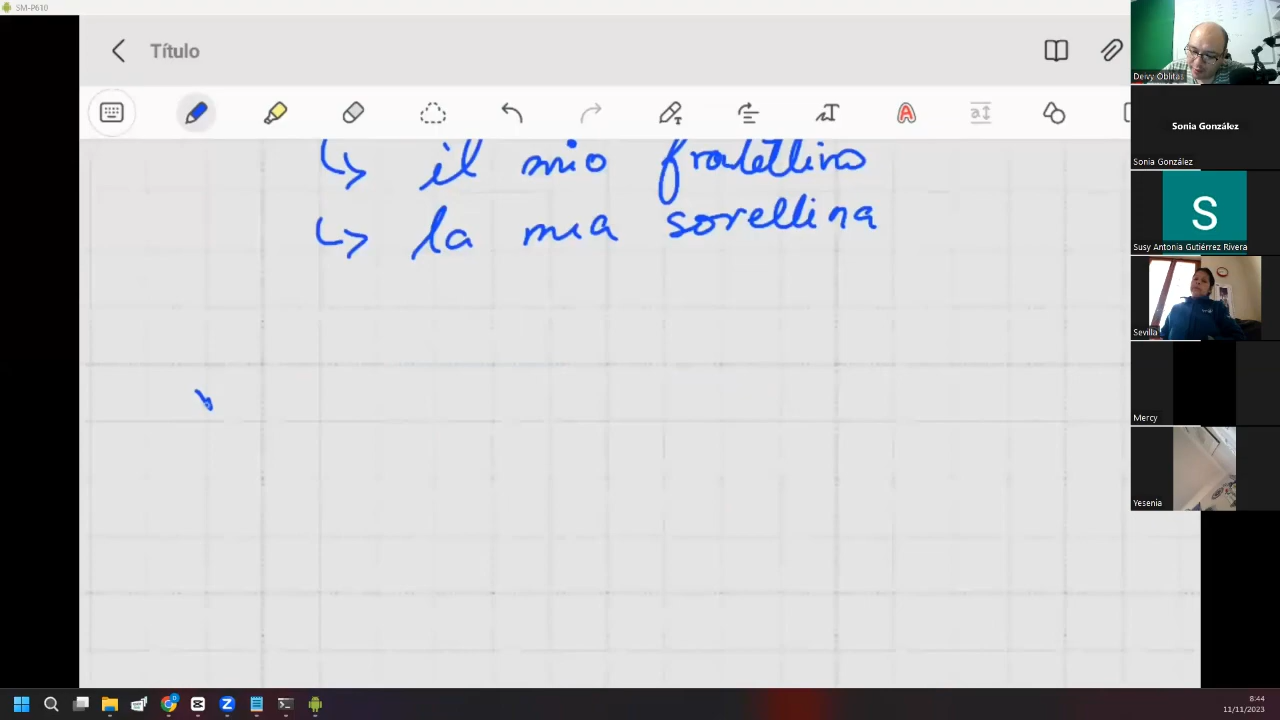 SM-P610
Título
↳ il mio fratellino
↳ la mia sorellina
Deivy Oblitas
Sonia González
Sonia González
S
Susy Antonia Gutiérrez Rivera
Sevilla
Mercy
Yesenia
8:44
11/11/2023